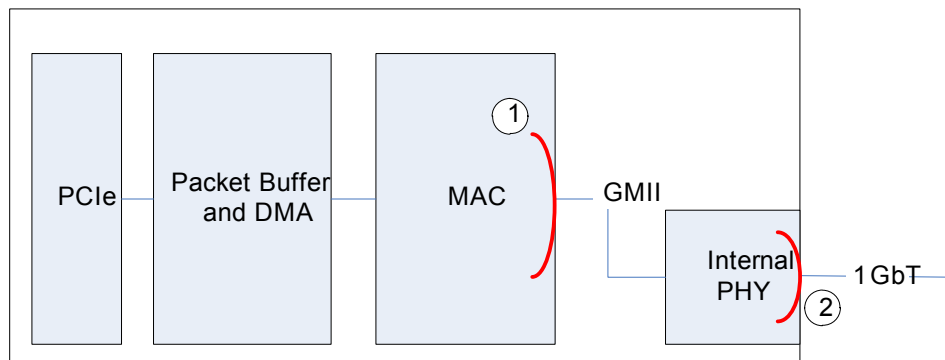 1
PCIe
Packet Buffer
and DMA
MAC
GMII
Internal
PHY
1GbT
2